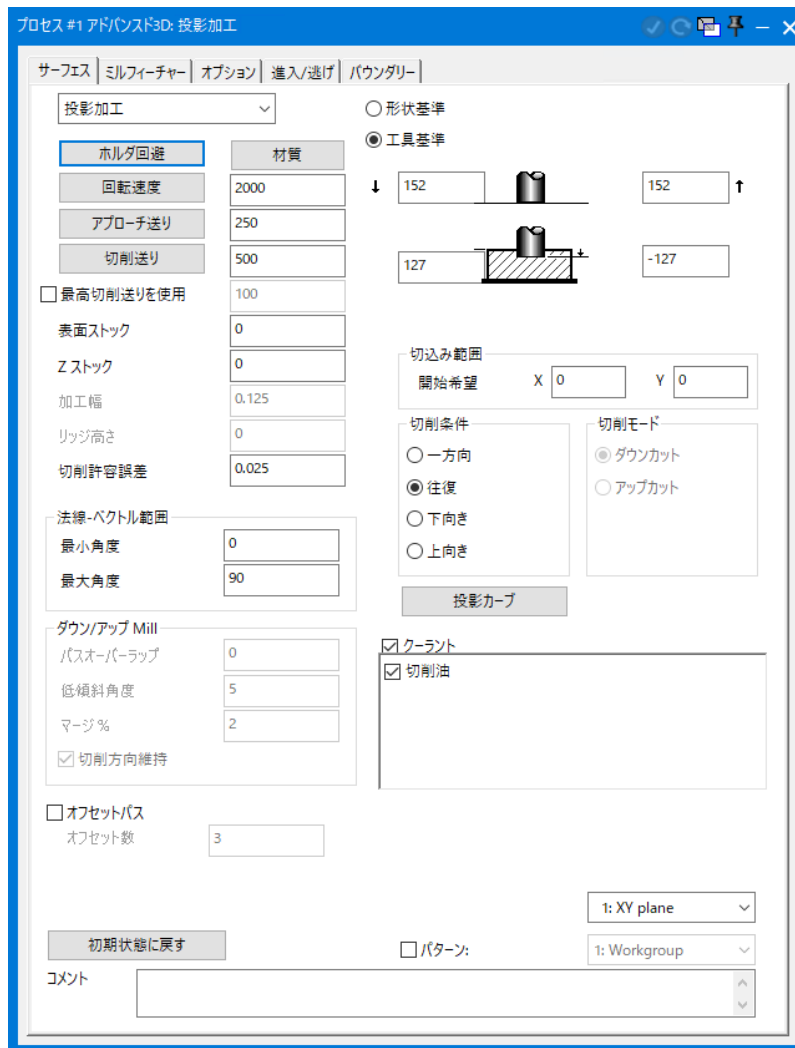 プロセス #1 アドバンスド3D: 投影加工
サーフェス ミルフィーチャー オプション 進入/逃げ バウンダリー
投影加工 形状基準
工具基準
ホルダ回避 材質
回転速度 2000 152 152
アプローチ送り 250
切削送り 500 127 -127
最高切削送りを使用 100
表面ストック 0
Z ストック 0
加工幅 0.125
リッジ高さ 0
切削許容誤差 0.025
切込み範囲
開始希望 X 0 Y 0
切削条件
一方向
往復
下向き
上向き
切削モード
ダウンカット
アップカット
法線-ベクトル範囲
最小角度 0
最大角度 90
投影カーブ
ダウン/アップ Mill
パスオーバーラップ 0
低傾斜角度 5
マージ % 2
切削方向維持
クーラント
切削油
オフセットパス
オフセット数 3
1: XY plane
初期状態に戻す パターン: 1: Workgroup
コメント